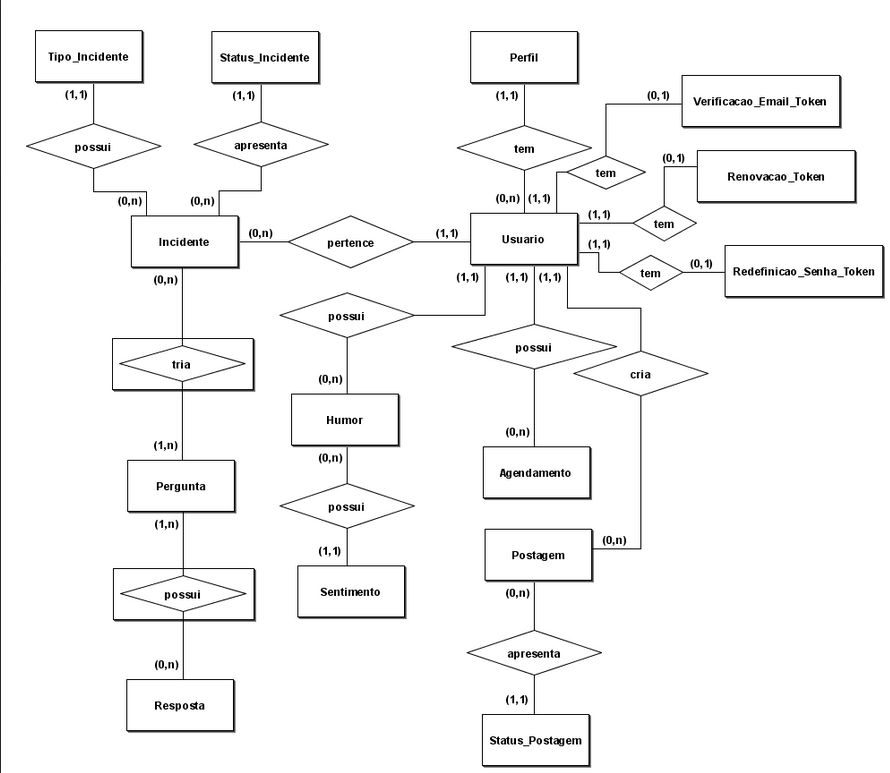 Tipo_Incidente
Status_Incidente
Perfil
Verificacao_Email_Token
(1,1)
(1,1)
(1,1)
(0,1)
possui
apresenta
tem
tem
(0,1)
Renovacao_Token
(0,n)
(0,n)
(0,n)
(1,1)
(1,1)
tem
Incidente
(0,n)
pertence
(1,1)
Usuario
(1,1)
tem
(0,1)
Redefinicao_Senha_Token
(0,n)
(1,1)
(1,1)
(1,1)
possui
possui
cria
tria
(0,n)
Humor
(1,n)
(0,n)
(0,n)
Pergunta
Agendamento
(1,n)
possui
(0,n)
(1,1)
Postagem
possui
Sentimento
(0,n)
(0,n)
apresenta
Resposta
(1,1)
Status_Postagem